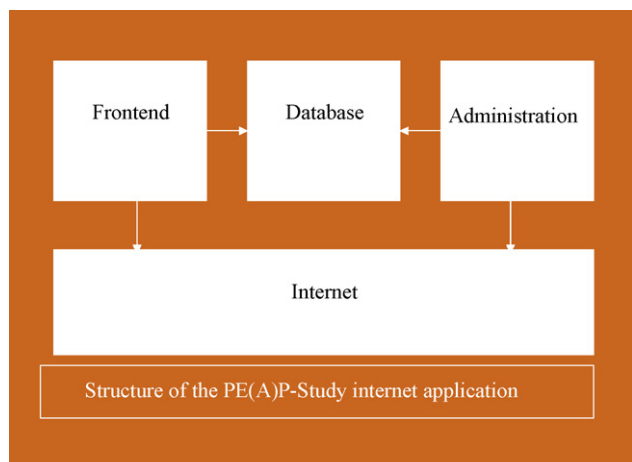 Frontend
Database
Administration
Internet
Structure of the PE(A)P-Study internet application